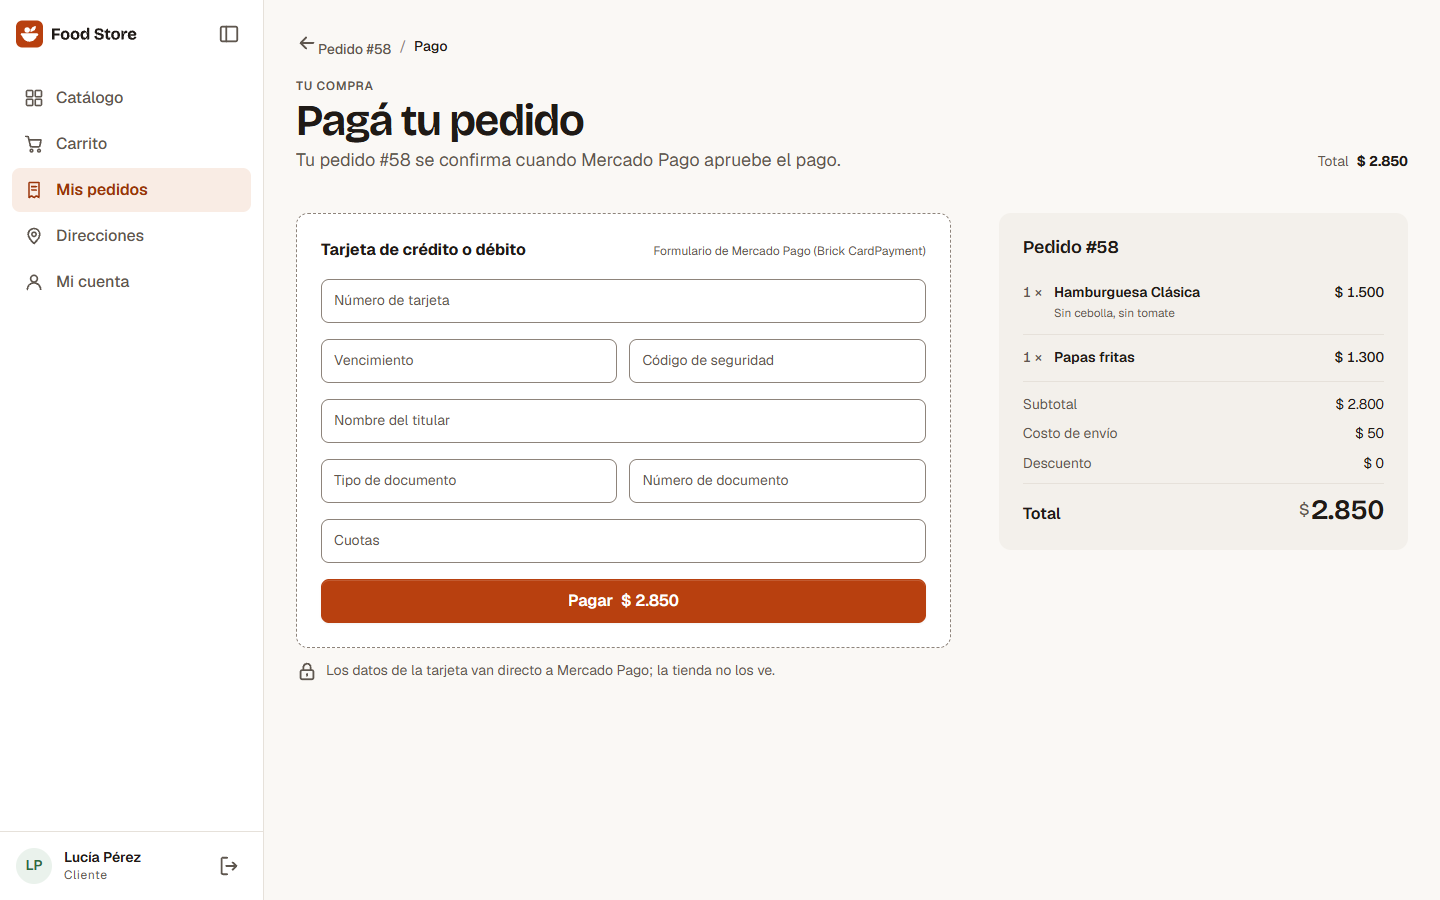 Food Store
Catálogo
Carrito
Mis pedidos
Direcciones
Mi cuenta
LP
Lucía Pérez
Cliente
Pedido #58 / Pago
TU COMPRA
Pagá tu pedido
Tu pedido #58 se confirma cuando Mercado Pago apruebe el pago.
Total $ 2.850
Tarjeta de crédito o débito
Formulario de Mercado Pago (Brick CardPayment)
Número de tarjeta
Vencimiento
Código de seguridad
Nombre del titular
Tipo de documento
Número de documento
Cuotas
Pagar $ 2.850
Los datos de la tarjeta van directo a Mercado Pago; la tienda no los ve.
Pedido #58
1 × Hamburguesa Clásica $ 1.500
Sin cebolla, sin tomate
1 × Papas fritas $ 1.300
Subtotal $ 2.800
Costo de envío $ 50
Descuento $ 0
Total $ 2.850